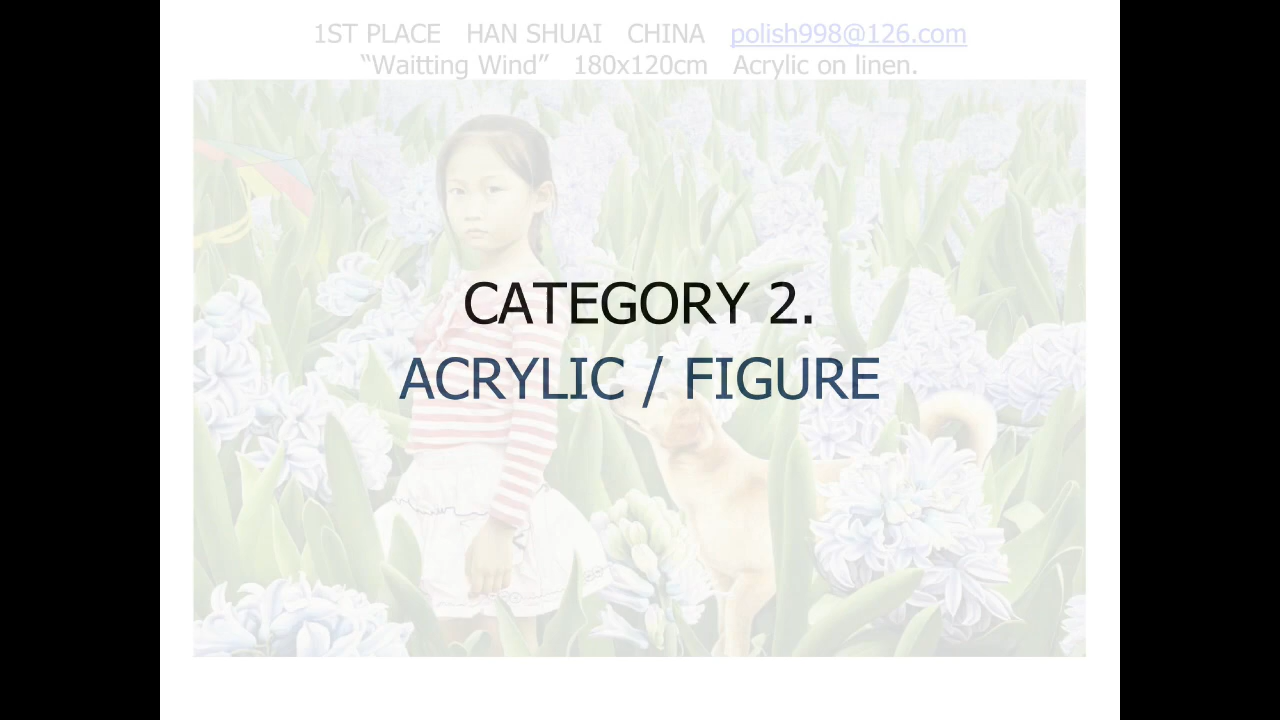 1ST PLACE HAN SHUAI CHINA polish998@126.com
“Waitting Wind” 180x120cm Acrylic on linen.
CATEGORY 2.
ACRYLIC / FIGURE